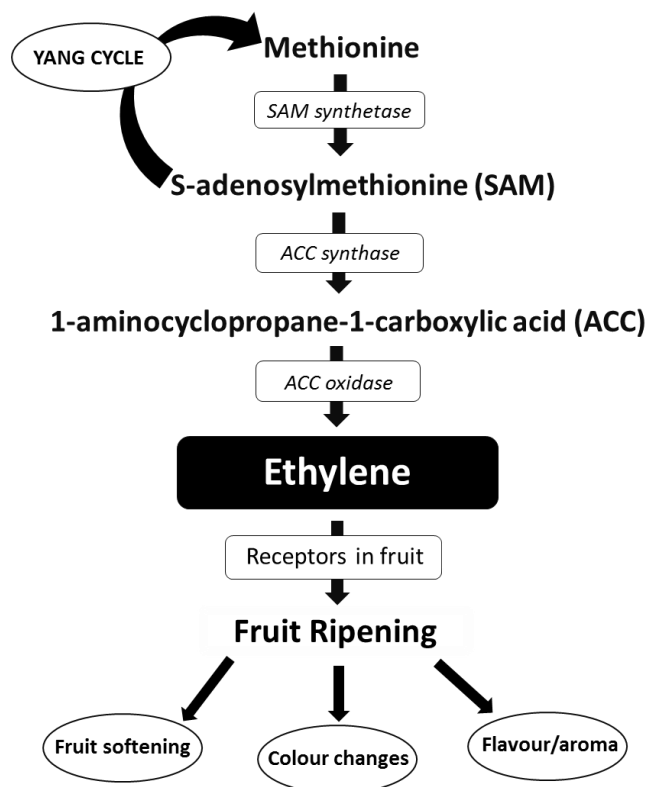 YANG CYCLE
Methionine
SAM synthetase
S-adenosylmethionine (SAM)
ACC synthase
1-aminocyclopropane-1-carboxylic acid (ACC)
ACC oxidase
Ethylene
Receptors in fruit
Fruit Ripening
Fruit softening
Colour changes
Flavour/aroma